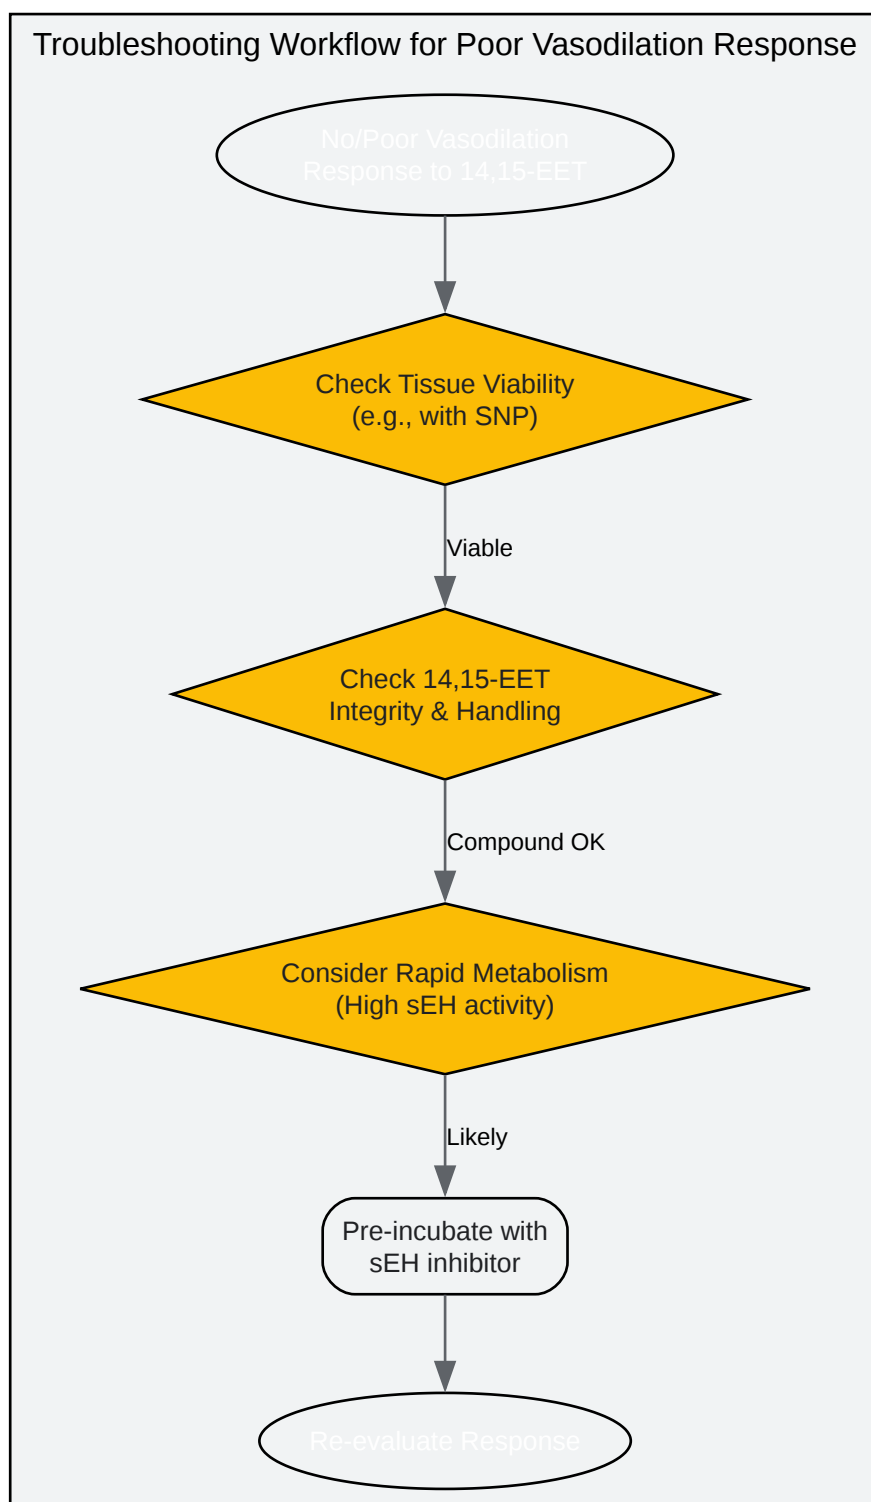 Troubleshooting Workflow for Poor Vasodilation Response
No/Poor Vasodilation
Response to 14,15-EET
Check Tissue Viability
(e.g., with SNP)
Viable
Check 14,15-EET
Integrity & Handling
Compound OK
Consider Rapid Metabolism
(High sEH activity)
Likely
Pre-incubate with
sEH inhibitor
Re-evaluate Response